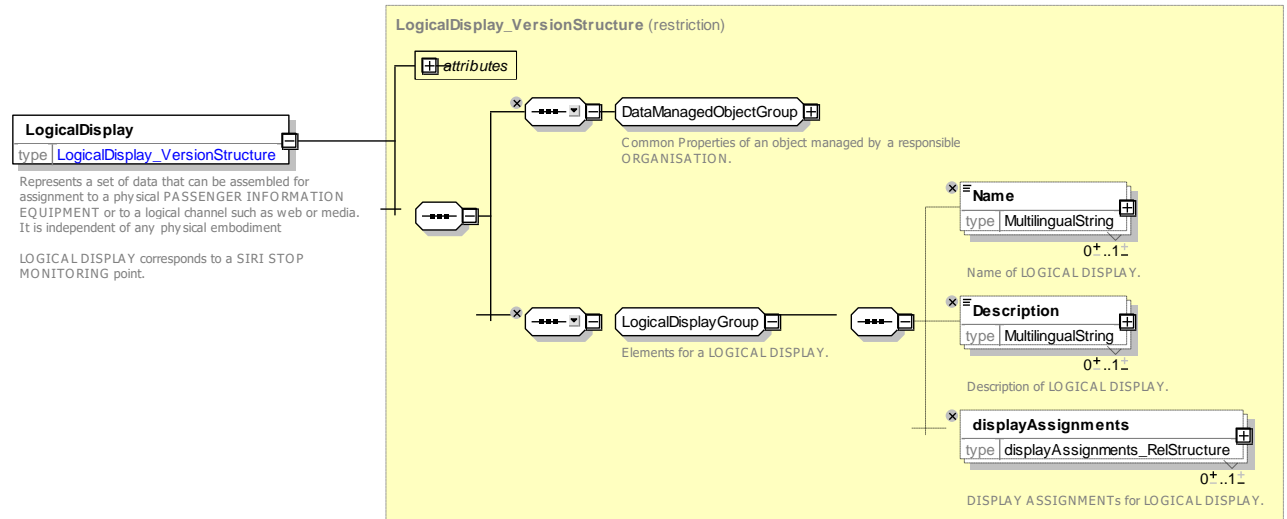 LogicalDisplay_VersionStructure (restriction)
attributes
LogicalDisplay
type LogicalDisplay_VersionStructure
Represents a set of data that can be assembled for
assignment to a physical PASSENGER INFORMATION
EQUIPMENT or to a logical channel such as web or media.
It is independent of any physical embodiment
LOGICAL DISPLAY corresponds to a SIRI STOP
MONITORING point.
DataManagedObjectGroup
Common Properties of an object managed by a responsible
ORGANISATION.
LogicalDisplayGroup
Elements for a LOGICAL DISPLAY.
Name
type MultilingualString
0..1
Name of LOGICAL DISPLAY.
Description
type MultilingualString
0..1
Description of LOGICAL DISPLAY.
displayAssignments
type displayAssignments_RelStructure
0..1
DISPLAY ASSIGNMENTs for LOGICAL DISPLAY.